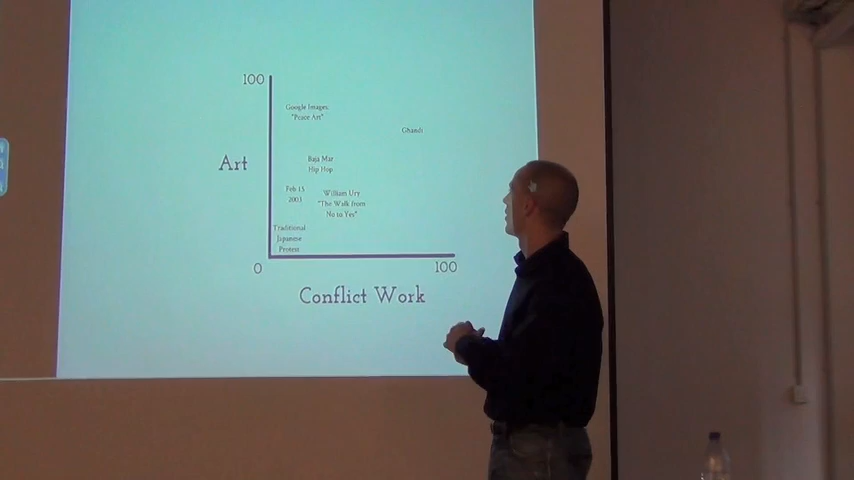 100
Google Images:
"Peace Art"
Ghandi
Art
Baja Mar
Hip Hop
Feb 15
2003
William Ury
"The Walk from
No to Yes"
Traditional
Japanese
Protest
0
100
Conflict Work